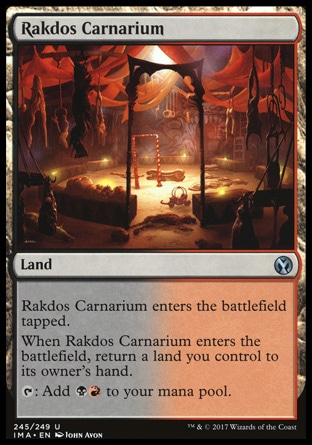 Rakdos Carnarium
Land
Rakdos Carnarium enters the battlefield
tapped.
When Rakdos Carnarium enters the
battlefield, return a land you control to
its owner's hand.
: Add to your mana pool.
245/249 U
IMA • EN JOHN AVON
™ & © 2017 Wizards of the Coast